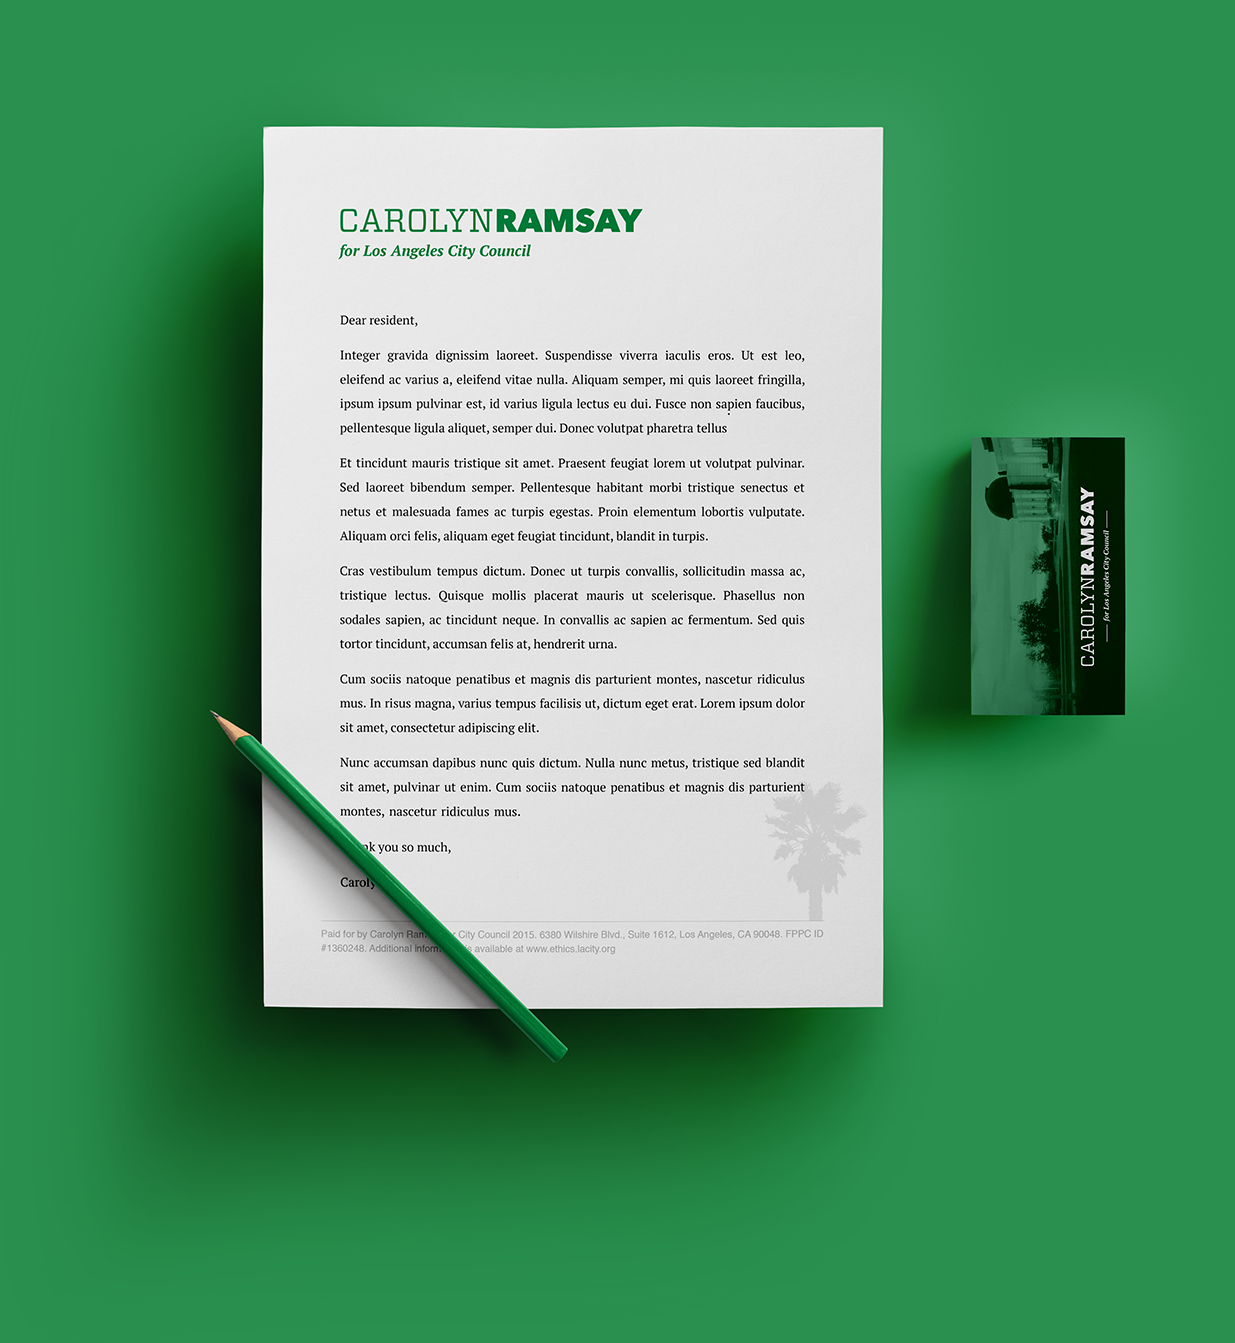 CAROLYNRAMSAY
for Los Angeles City Council
Dear resident,
Integer gravida dignissim laoreet. Suspendisse viverra iaculis eros. Ut est leo,
eleifend ac varius a, eleifend vitae nulla. Aliquam semper, mi quis laoreet fringilla,
ipsum ipsum pulvinar est, id varius ligula lectus eu dui. Fusce non sapien faucibus,
pellentesque ligula aliquet, semper dui. Donec volutpat pharetra tellus
Et tincidunt mauris tristique sit amet. Praesent feugiat lorem ut volutpat pulvinar.
Sed laoreet bibendum semper. Pellentesque habitant morbi tristique senectus et
netus et malesuada fames ac turpis egestas. Proin elementum lobortis vulputate.
Aliquam orci felis, aliquam eget feugiat tincidunt, blandit in turpis.
Cras vestibulum tempus dictum. Donec ut turpis convallis, sollicitudin massa ac,
tristique lectus. Quisque mollis placerat mauris ut scelerisque. Phasellus non
sodales sapien, ac tincidunt neque. In convallis ac sapien ac fermentum. Sed quis
tortor tincidunt, accumsan felis at, hendrerit urna.
Cum sociis natoque penatibus et magnis dis parturient montes, nascetur ridiculus
mus. In risus magna, varius tempus facilisis ut, dictum eget erat. Lorem ipsum dolor
sit amet, consectetur adipiscing elit.
Nunc accumsan dapibus nunc quis dictum. Nulla nunc metus, tristique sed blandit
sit amet, pulvinar ut enim. Cum sociis natoque penatibus et magnis dis parturient
montes, nascetur ridiculus mus.
you so much,
Paid for by Carolyn City Council 2015. 6380 Wilshire Blvd., Suite 1612, Los Angeles, CA 90048. FPPC ID
#1360248. Additional is available at www.ethics.lacity.org
CAROLYNRAMSAY
for Los Angeles City Council